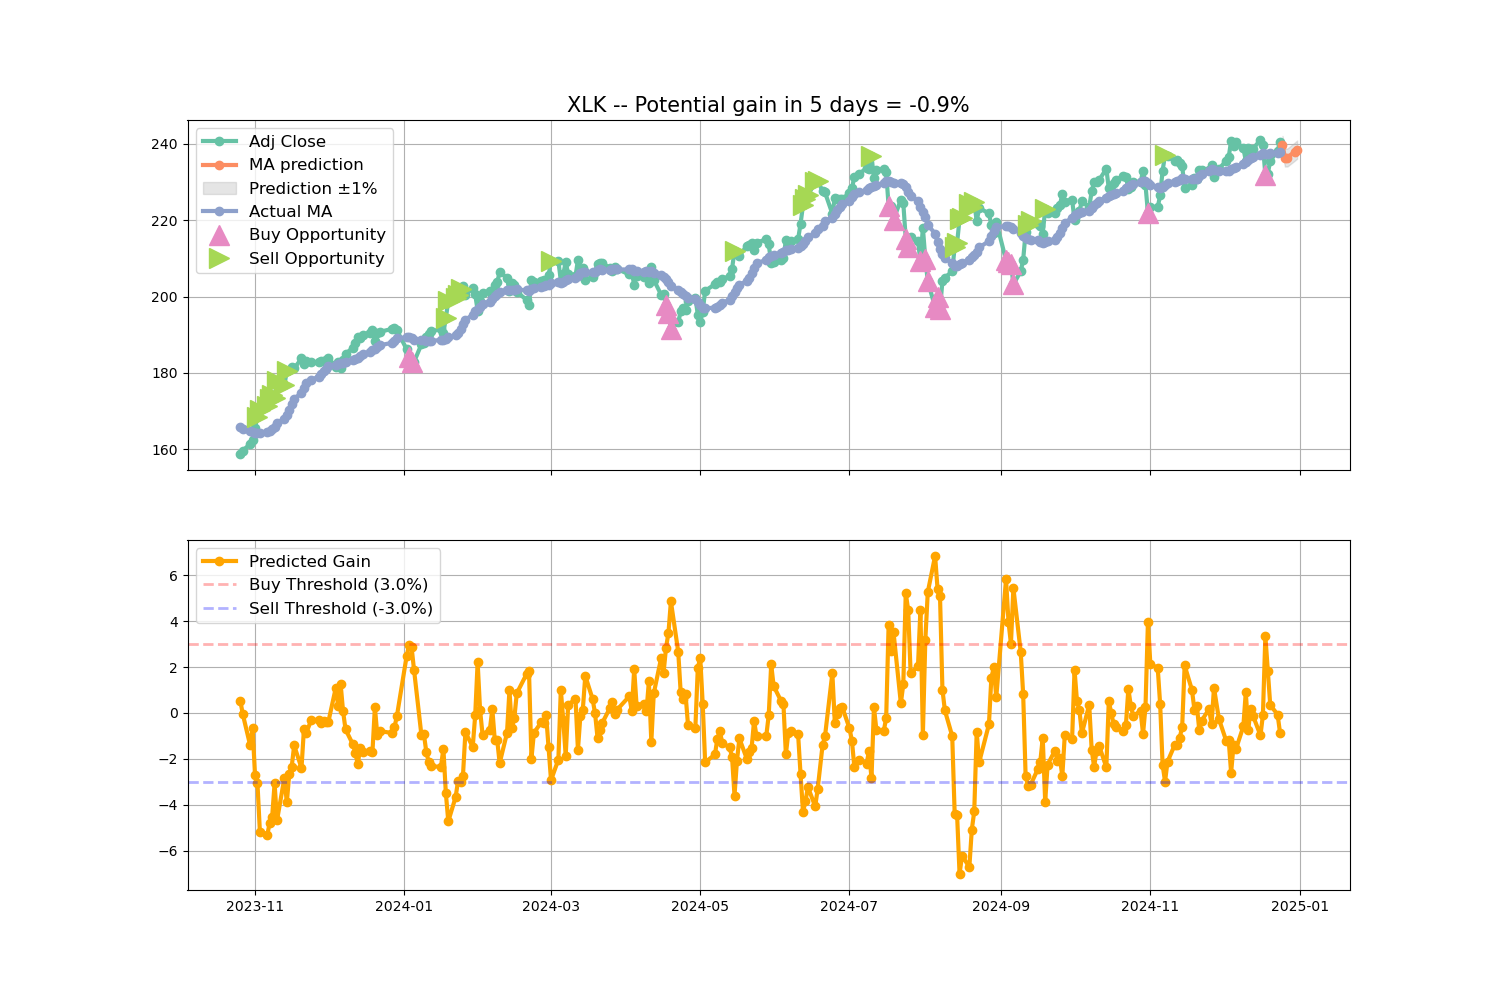 XLK -- Potential gain in 5 days = -0.9%
Adj Close
MA prediction
Prediction ±1%
Actual MA
Buy Opportunity
Sell Opportunity
240
220
200
180
160
Predicted Gain
Buy Threshold (3.0%)
Sell Threshold (-3.0%)
6
4
2
0
−2
−4
−6
2023-11 2024-01 2024-03 2024-05 2024-07 2024-09 2024-11 2025-01